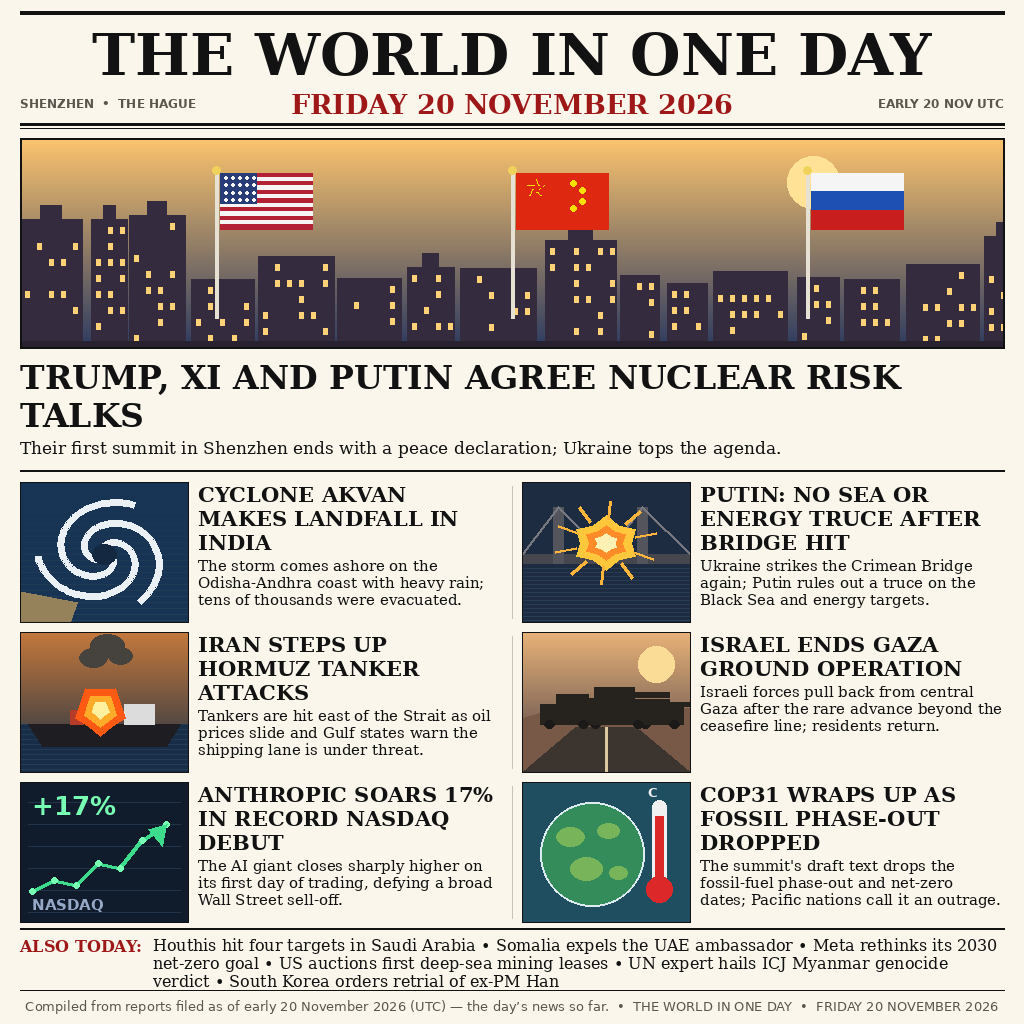 THE WORLD IN ONE DAY
SHENZHEN • THE HAGUE
FRIDAY 20 NOVEMBER 2026
EARLY 20 NOV UTC
TRUMP, XI AND PUTIN AGREE NUCLEAR RISK
TALKS
Their first summit in Shenzhen ends with a peace declaration; Ukraine tops the agenda.
CYCLONE AKVAN
MAKES LANDFALL IN
INDIA
The storm comes ashore on the
Odisha-Andhra coast with heavy rain;
tens of thousands were evacuated.
PUTIN: NO SEA OR
ENERGY TRUCE AFTER
BRIDGE HIT
Ukraine strikes the Crimean Bridge
again; Putin rules out a truce on the
Black Sea and energy targets.
IRAN STEPS UP
HORMUZ TANKER
ATTACKS
Tankers are hit east of the Strait as oil
prices slide and Gulf states warn the
shipping lane is under threat.
ISRAEL ENDS GAZA
GROUND OPERATION
Israeli forces pull back from central
Gaza after the rare advance beyond the
ceasefire line; residents return.
+17%
NASDAQ
ANTHROPIC SOARS 17%
IN RECORD NASDAQ
DEBUT
The AI giant closes sharply higher on
its first day of trading, defying a broad
Wall Street sell-off.
C
COP31 WRAPS UP AS
FOSSIL PHASE-OUT
DROPPED
The summit's draft text drops the
fossil-fuel phase-out and net-zero
dates; Pacific nations call it an outrage.
ALSO TODAY:
Houthis hit four targets in Saudi Arabia • Somalia expels the UAE ambassador • Meta rethinks its 2030
net-zero goal • US auctions first deep-sea mining leases • UN expert hails ICJ Myanmar genocide
verdict • South Korea orders retrial of ex-PM Han
Compiled from reports filed as of early 20 November 2026 (UTC) — the day’s news so far. • THE WORLD IN ONE DAY • FRIDAY 20 NOVEMBER 2026